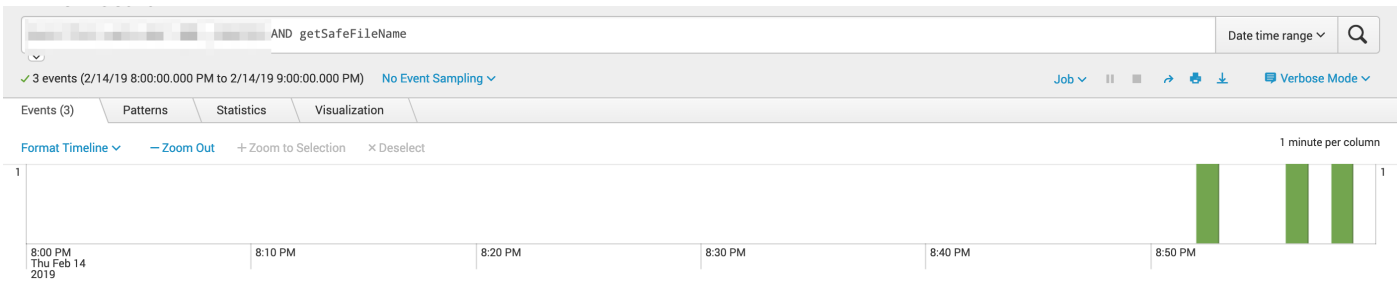 AND getSafeFileName
Date time range
3 events (2/14/19 8:00:00.000 PM to 2/14/19 9:00:00.000 PM) No Event Sampling
Job Verbose Mode
Events (3) Patterns Statistics Visualization
Format Timeline — Zoom Out + Zoom to Selection × Deselect
1 minute per column
1 1
8:00 PM 8:10 PM 8:20 PM 8:30 PM 8:40 PM 8:50 PM
Thu Feb 14
2019